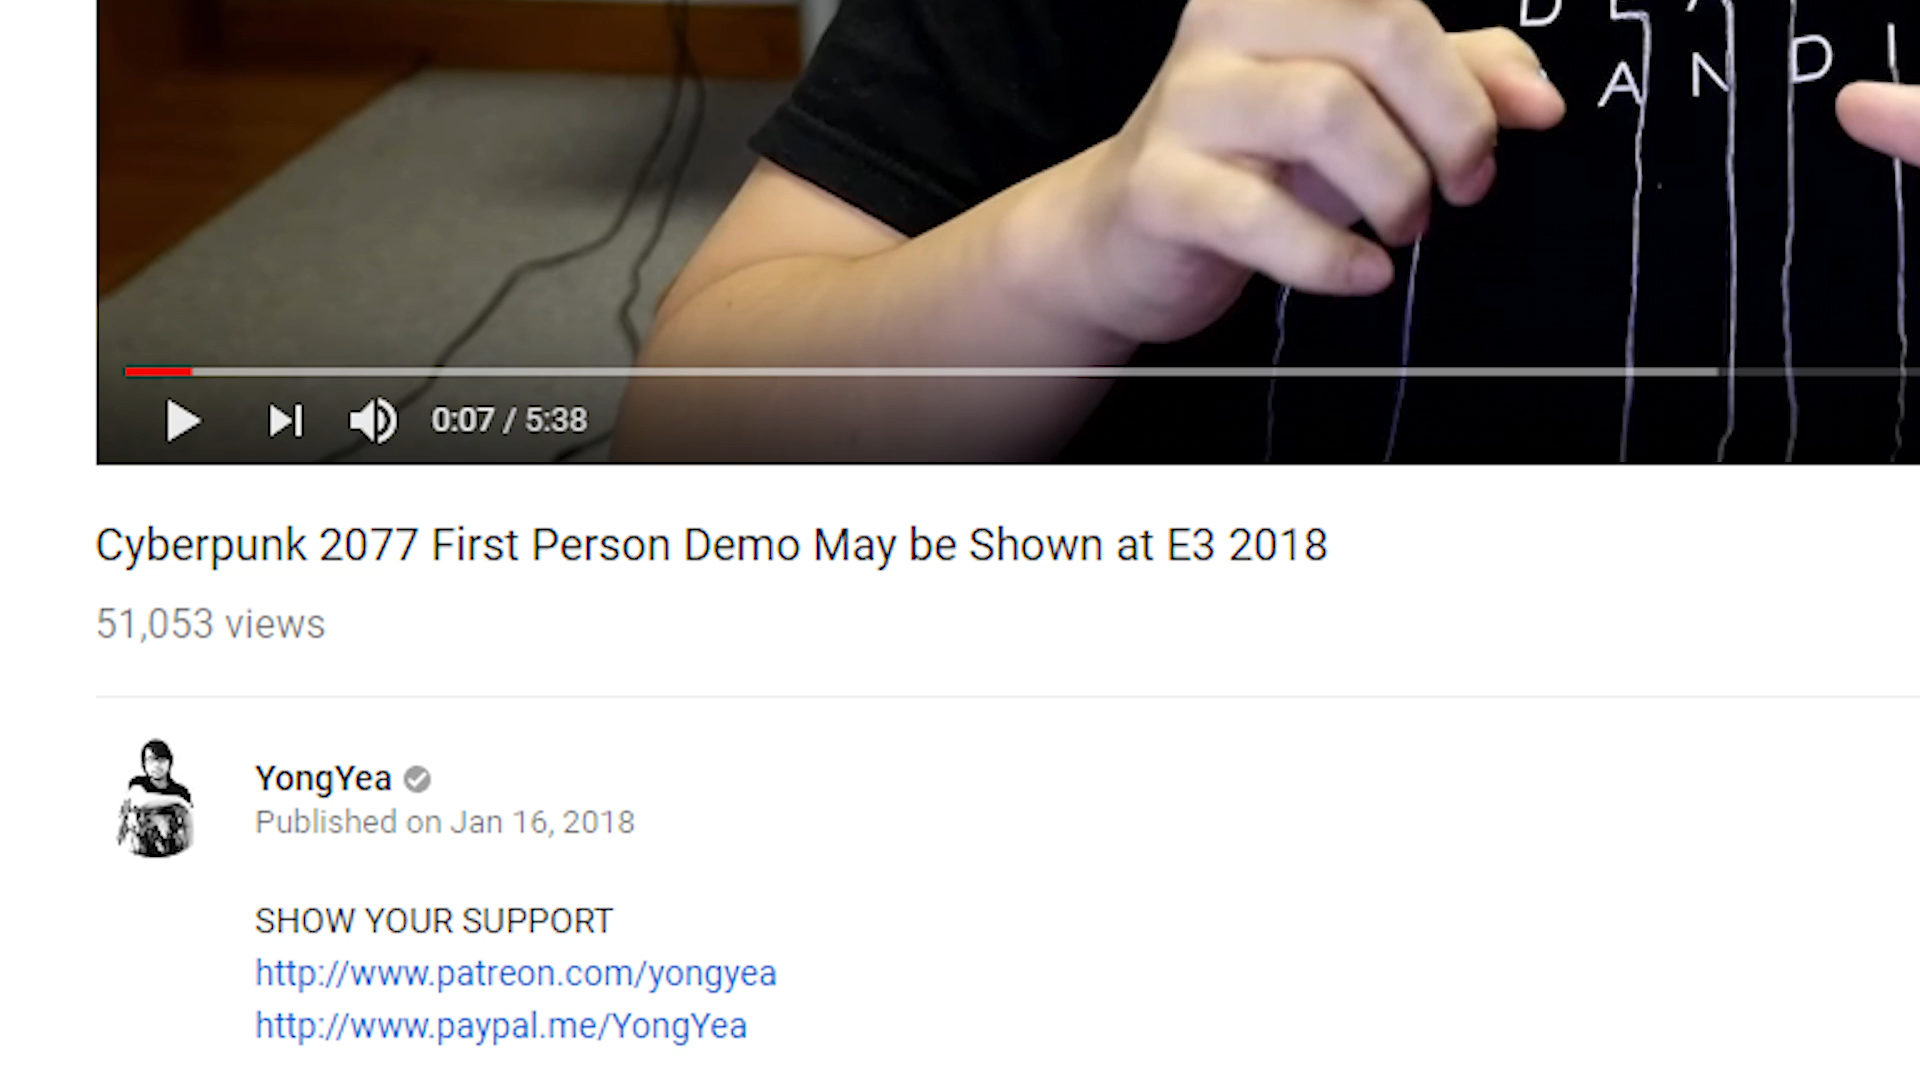 AND I
0:07 / 5:38
Cyberpunk 2077 First Person Demo May be Shown at E3 2018
51,053 views
YongYea
Published on Jan 16, 2018
SHOW YOUR SUPPORT
http://www.patreon.com/yongyea
http://www.paypal.me/YongYea